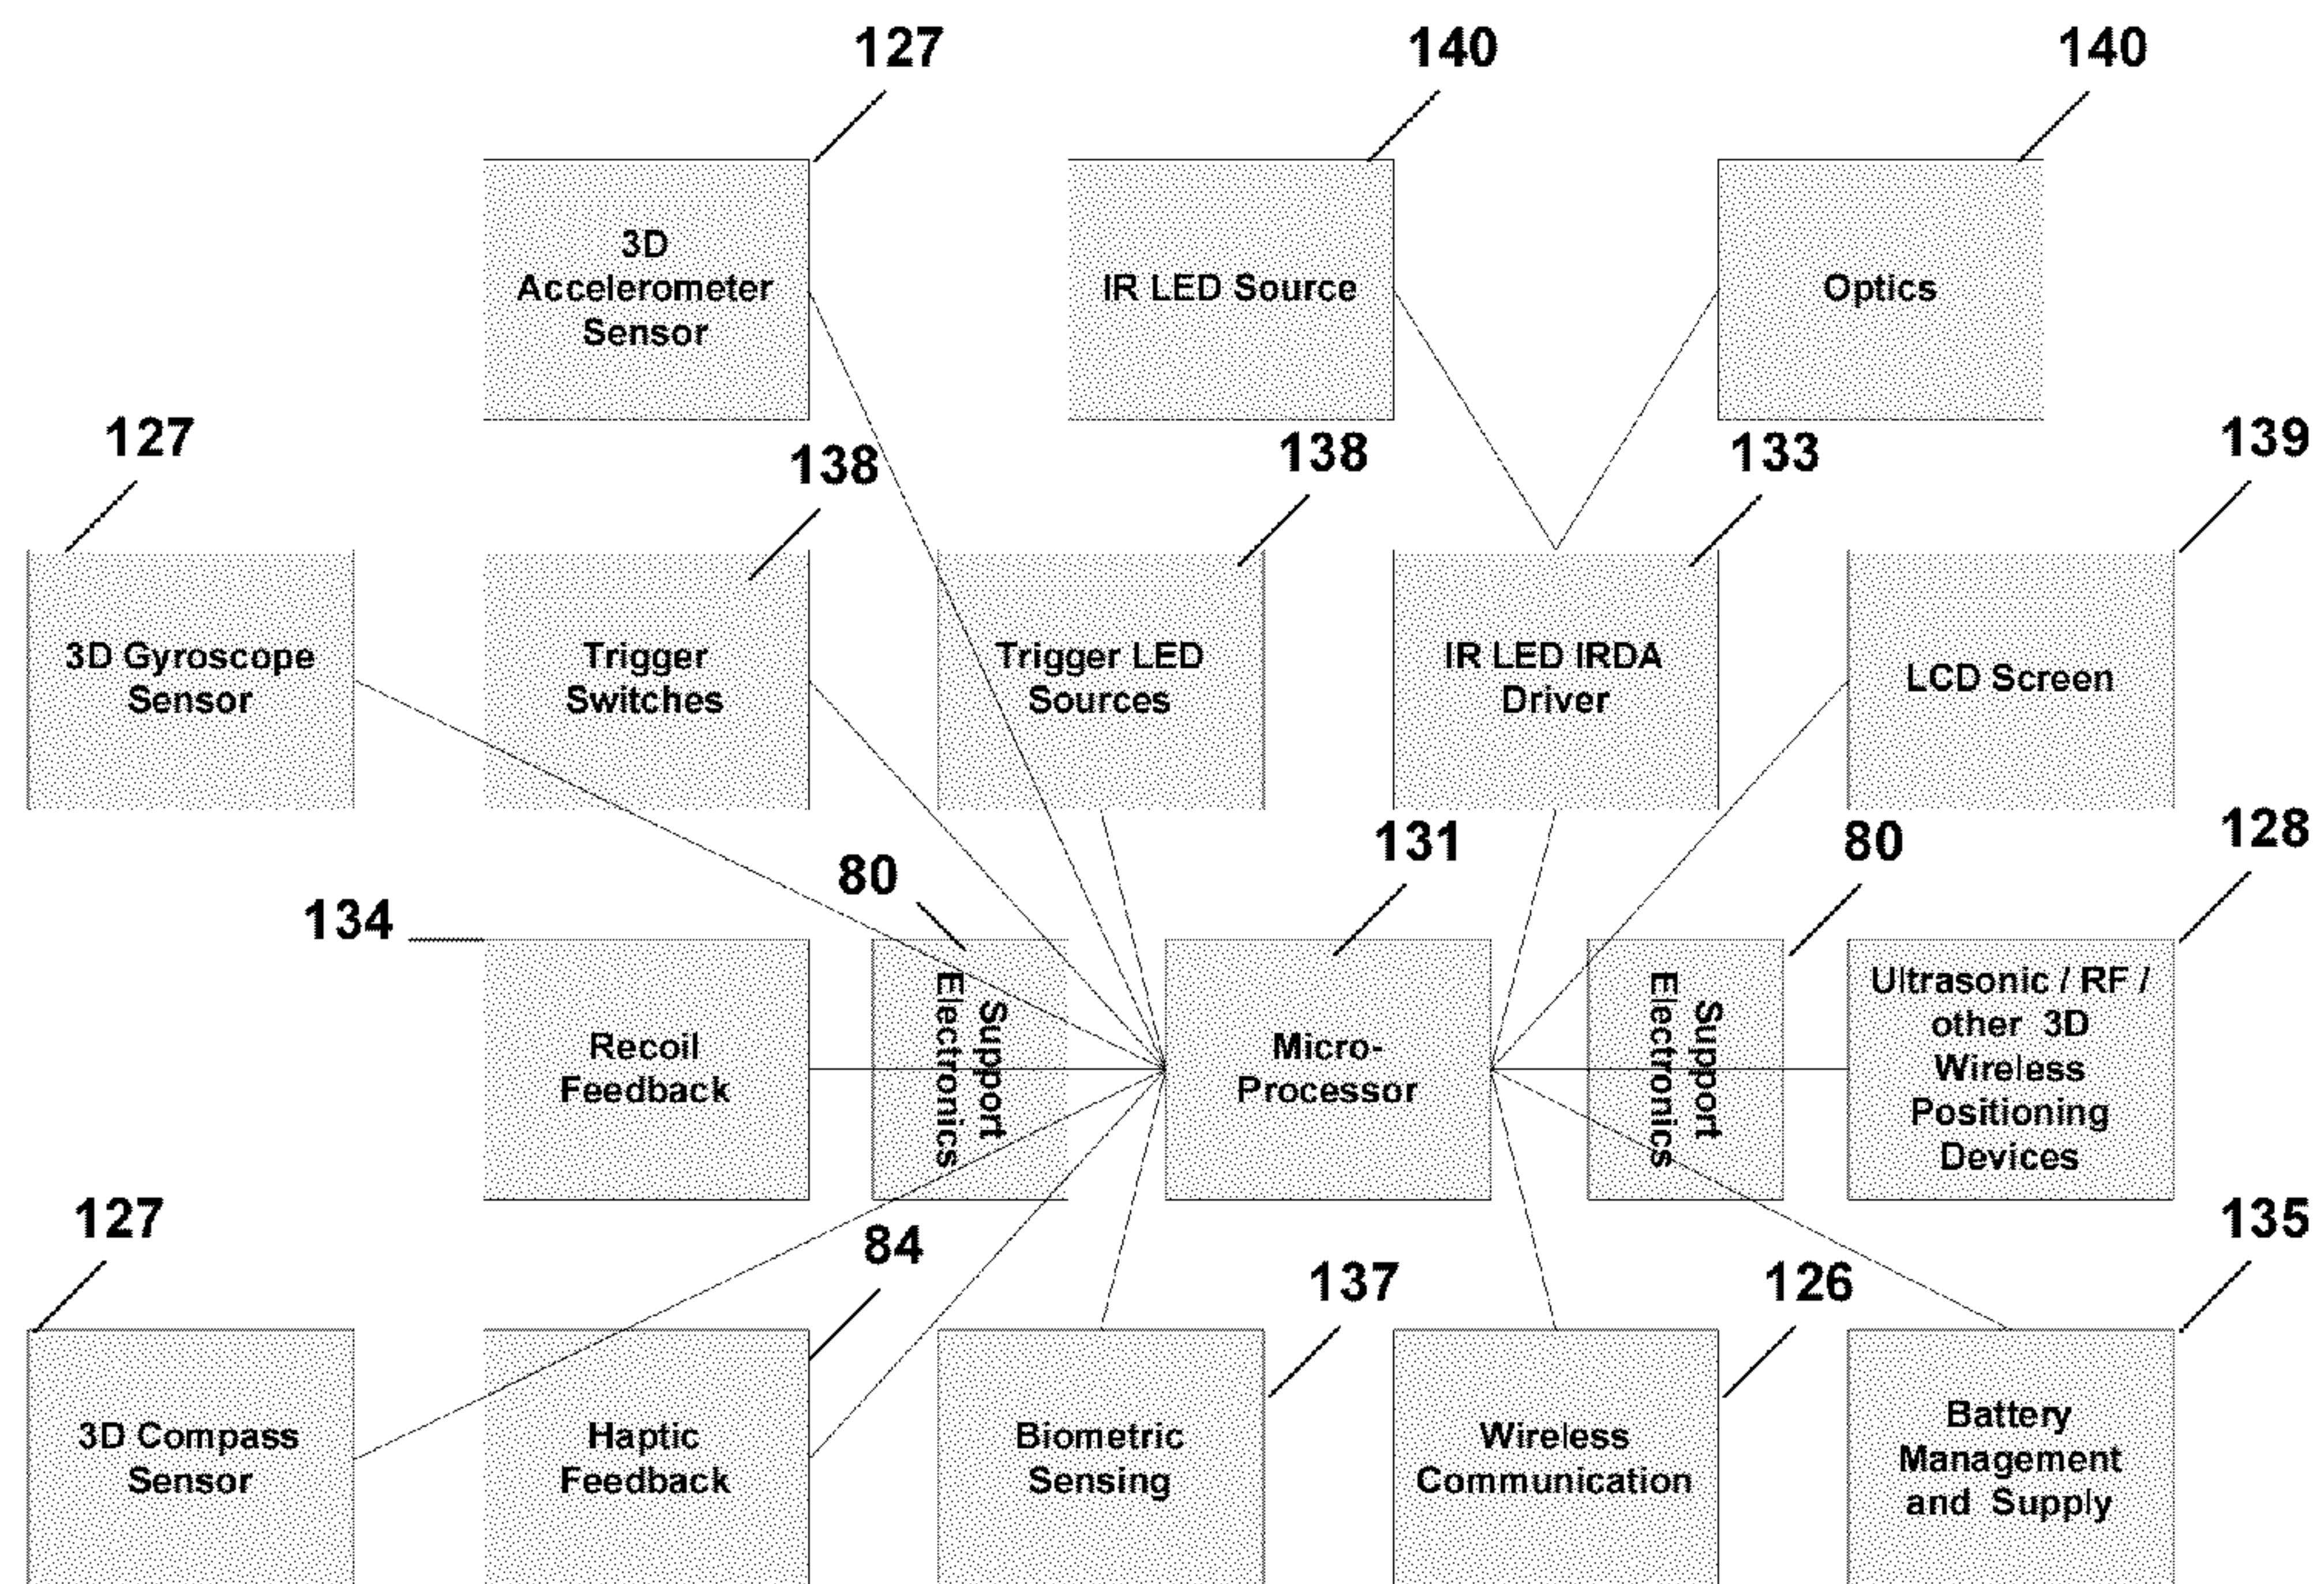 127
140
140
3D
Accelerometer
Sensor
IR LED Source
Optics
127
138
138
133
139
3D Gyroscope
Sensor
Trigger
Switches
Trigger LED
Sources
IR LED IRDA
Driver
LCD Screen
134
80
131
80
128
Recoil
Feedback
Support
Electronics
Micro-
Processor
Support
Electronics
Ultrasonic / RF /
other 3D
Wireless
Positioning
Devices
127
84
137
126
135
3D Compass
Sensor
Haptic
Feedback
Biometric
Sensing
Wireless
Communication
Battery
Management
and Supply